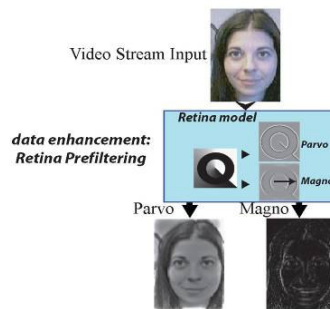 Video Stream Input
Retina model
data enhancement:
Retina Prefiltering
Parvo
Magno
Parvo
Magno